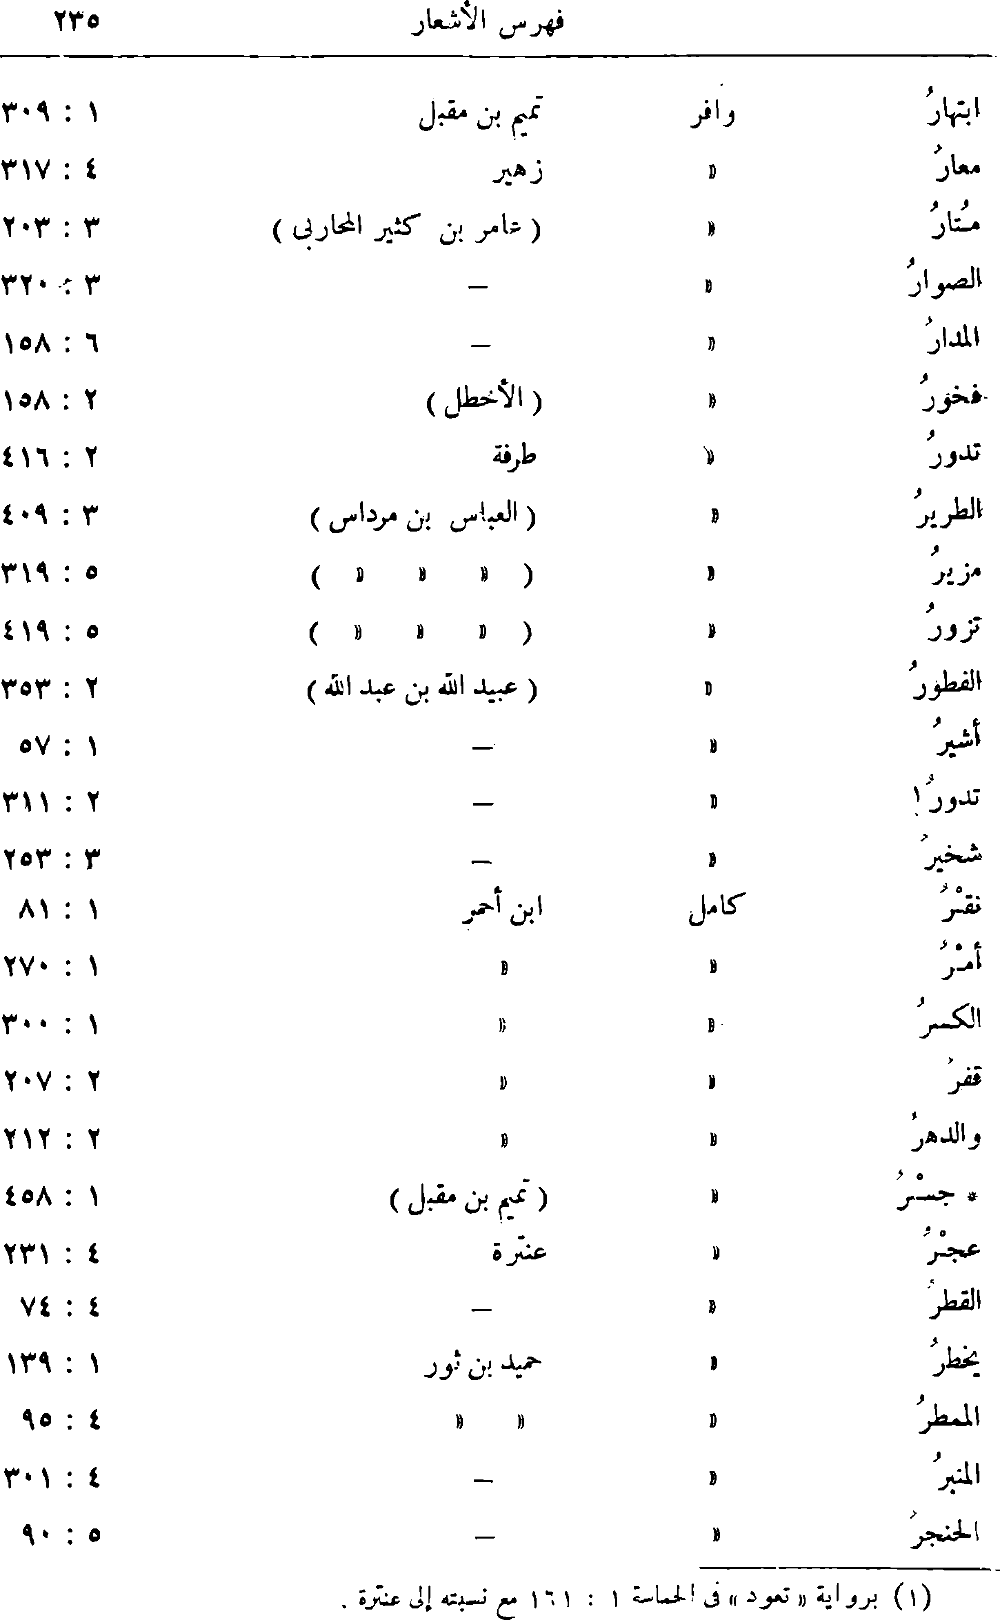 فهرس الأشعار ٢٣٥
ابتهارُ وافر تميم بن مقبل ١ : ٣٠٩
معارُ » زهير ٤ : ٣١٧
مُتارُ » ( عامر بن كثير المحاربى ) ٣ : ٢٠٣
الصوارُ » — ٣ : ٣٢٠
المدارُ » — ٦ : ١٥٨
فخورُ » ( الأخطل ) ٢ : ١٥٨
تدورُ » طرفة ٢ : ٤١٦
الطريرُ » ( العباس بن مرداس ) ٣ : ٤٠٩
مزيرُ » ( » » » ) ٥ : ٣١٩
تزورُ » ( » » » ) ٥ : ٤١٩
الفطورُ » ( عبيد الله بن عبد الله ) ٢ : ٣٥٣
أشيرُ » — ١ : ٥٧
تدورُ١ » — ٢ : ٣١١
شخيرُ » — ٣ : ٢٥٣
نقْرُ كامل ابن أحمر ١ : ٨١
أمْرُ » » ١ : ٢٧٠
الكسرُ » » ١ : ٣٠٠
قفرُ » » ٢ : ٢٠٧
والدهرُ » » ٢ : ٢١٢
* جسْرُ » ( تميم بن مقبل ) ١ : ٤٥٨
عجْرُ » عنترة ٤ : ٢٣١
القطرُ » — ٤ : ٧٤
يخطرُ » حميد بن ثور ١ : ١٣٩
الممطرُ » » » ٤ : ٩٥
المنبرُ » — ٤ : ٣٠١
الخنجرُ » — ٥ : ٩٠
(١) برواية « تعود » فى الحماسة ١ : ١٦١ مع نسبته إلى عنترة .